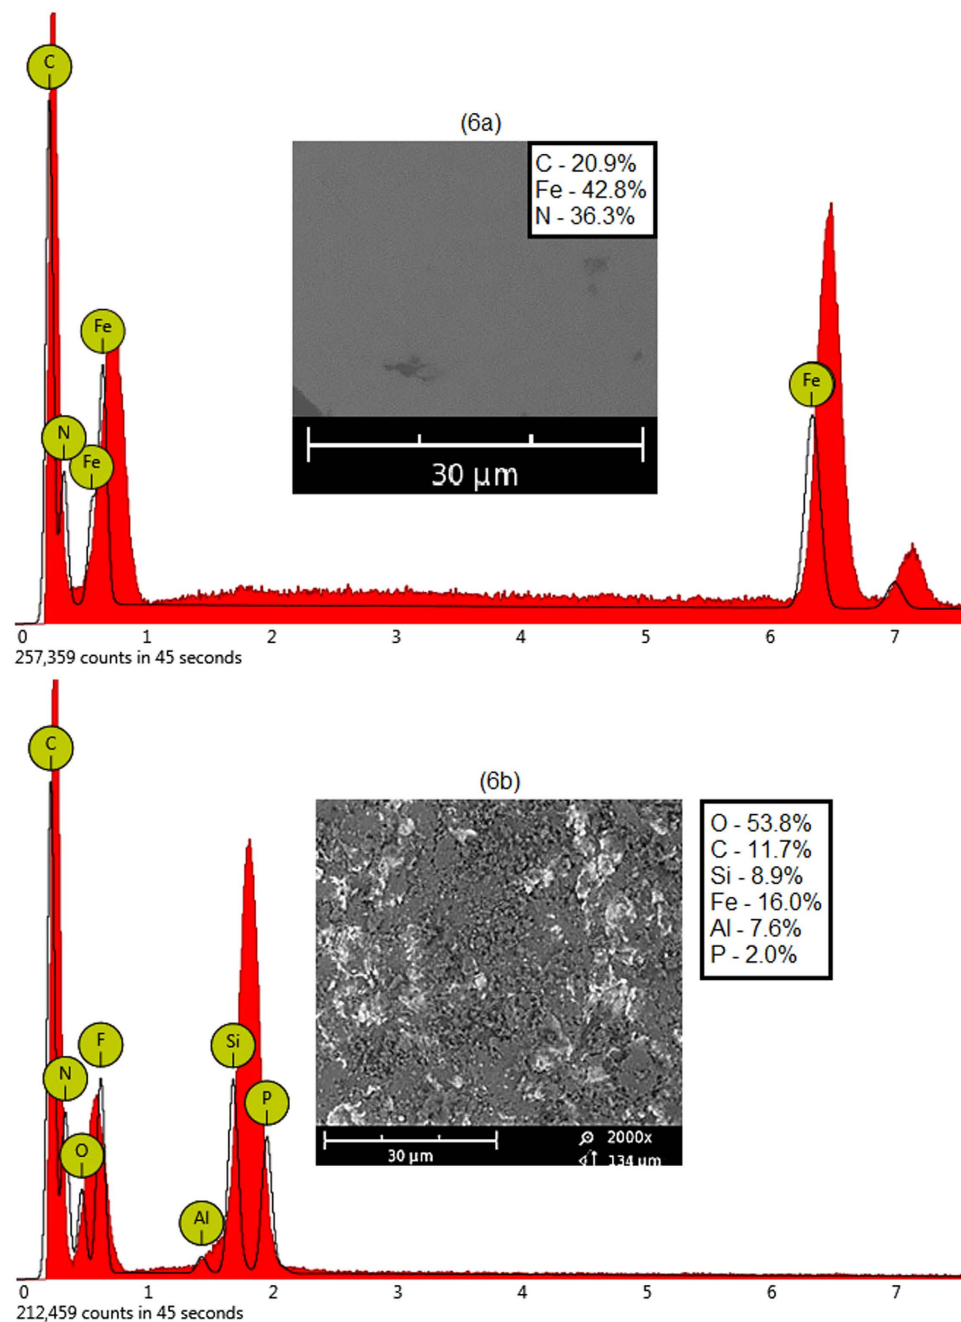 C
(6a)
C - 20.9%
Fe - 42.8%
N - 36.3%
Fe
Fe
N
Fe
30 µm
0 1 2 3 4 5 6 7
257,359 counts in 45 seconds
C
(6b)
O - 53.8%
C - 11.7%
Si - 8.9%
Fe - 16.0%
Al - 7.6%
P - 2.0%
F
Si
N
P
O
Al
30 µm
2000x
134 µm
0 1 2 3 4 5 6 7
212,459 counts in 45 seconds